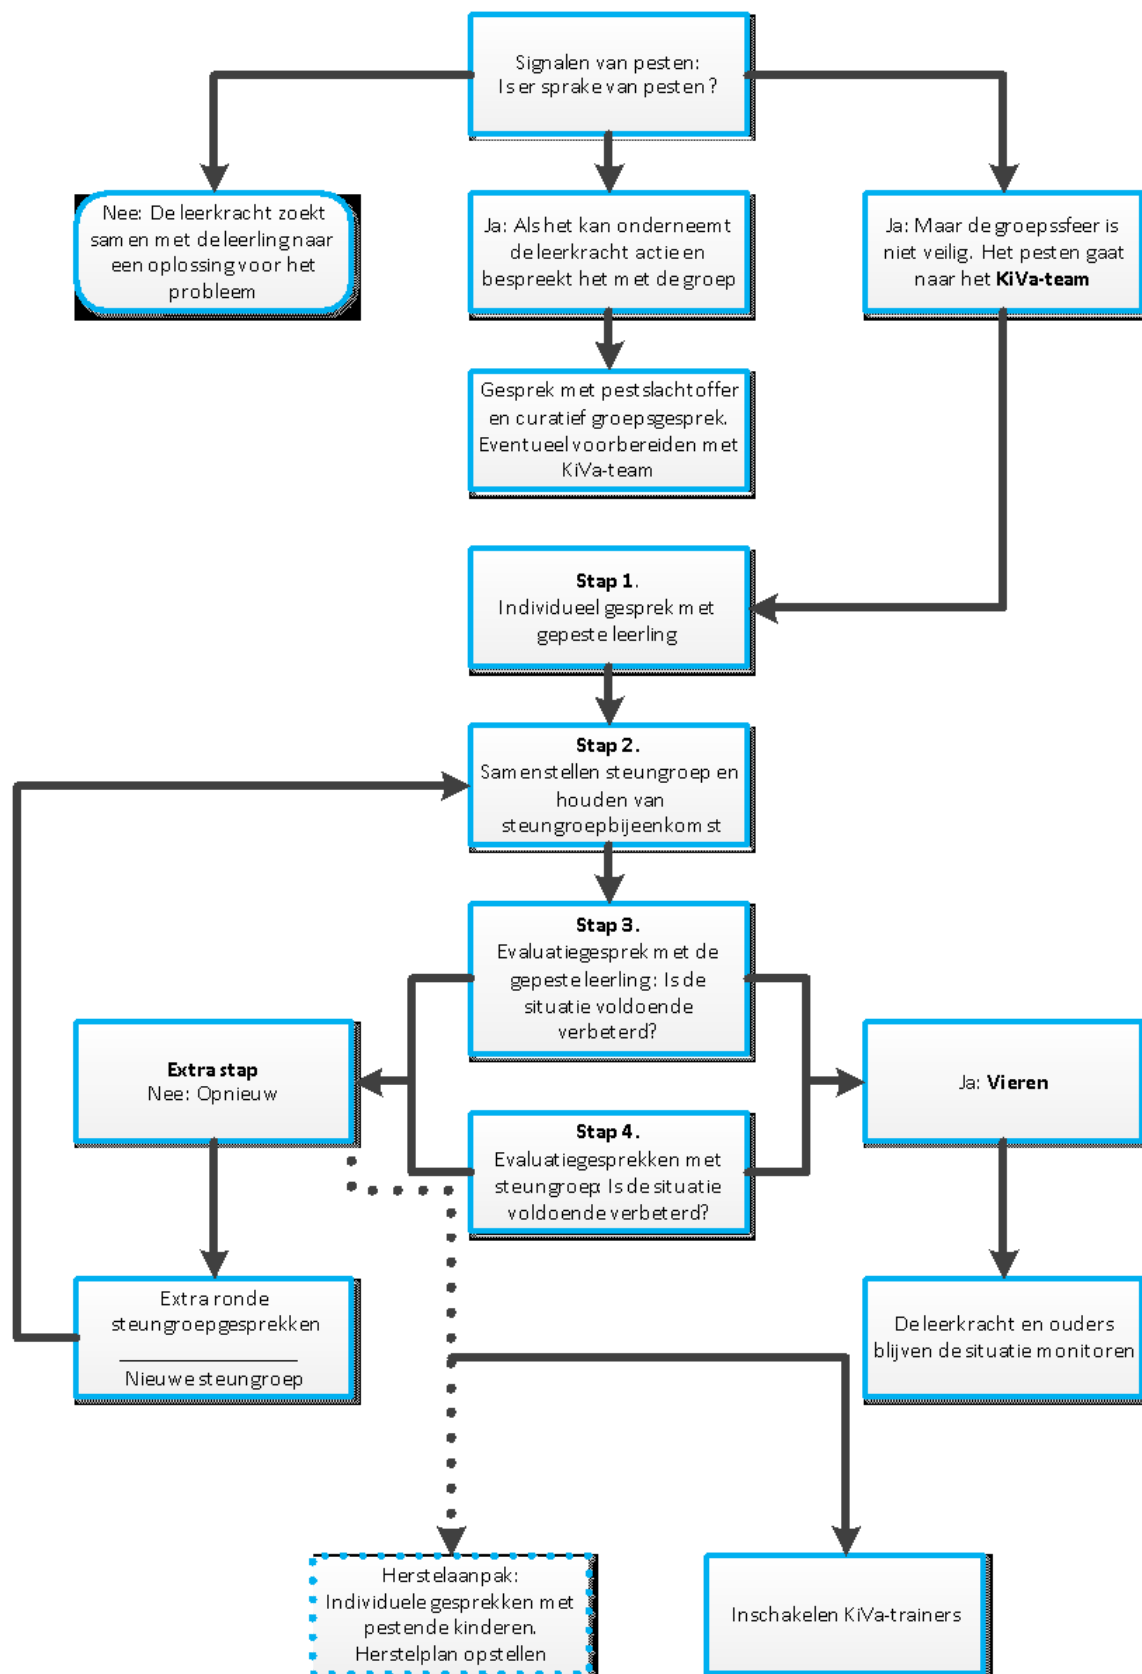 Signalen van pesten:
Is er sprake van pesten?
Nee: De leerkracht zoekt
samen met de leerling naar
een oplossing voor het
probleem
Ja: Als het kan onderneemt
de leerkracht actie en
bespreekt het met de groep
Ja: Maar de groepssfeer is
niet veilig. Het pesten gaat
naar het KiVa-team
Gesprek met pestslachtoffer
en curatief groepsgesprek.
Eventueel voorbereiden met
KiVa-team
Stap 1.
Individueel gesprek met
gepeste leerling
Stap 2.
Samenstellen steungroep en
houden van
steungroepbijeenkomst
Stap 3.
Evaluatiegesprek met de
gepeste leerling: Is de
situatie voldoende
verbeterd?
Extra stap
Nee: Opnieuw
Ja: Vieren
Stap 4.
Evaluatiegesprekken met
steungroep: Is de situatie
voldoende verbeterd?
Extra ronde
steungroepgesprekken
Nieuwe steungroep
De leerkracht en ouders
blijven de situatie monitoren
Herstelaanpak:
Individuele gesprekken met
pestende kinderen.
Herstelplan opstellen
Inschakelen KiVa-trainers